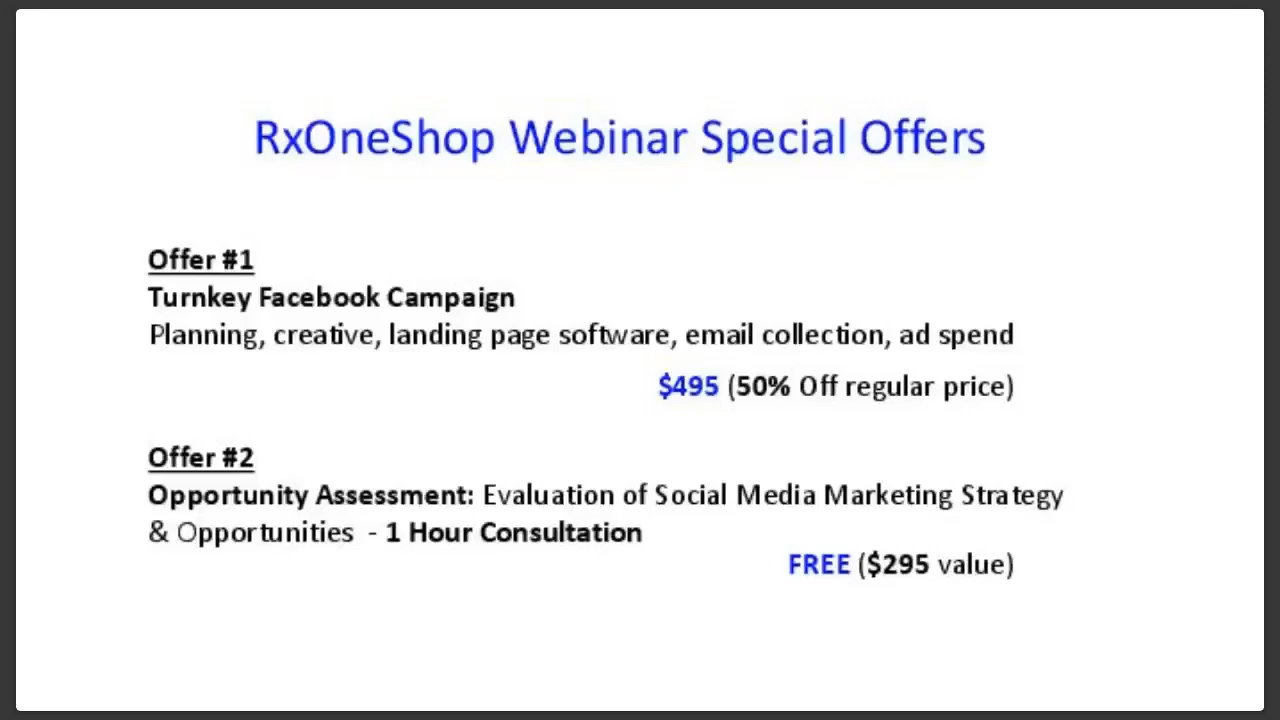 RxOneShop Webinar Special Offers
Offer #1
Turnkey Facebook Campaign
Planning, creative, landing page software, email collection, ad spend
$495 (50% Off regular price)
Offer #2
Opportunity Assessment: Evaluation of Social Media Marketing Strategy
& Opportunities - 1 Hour Consultation
FREE ($295 value)